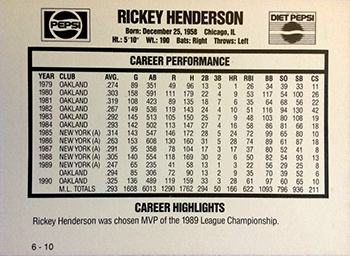 PEPSI
RICKEY HENDERSON
DIET PEPSI
Born: December 25, 1958 Chicago, IL
Ht.: 5'10" Wt.: 190 Bats: Right Throws: Left
CAREER PERFORMANCE
YEAR CLUB AVG. G AB R H 2B 3B HR RBI BB SO SB CS
1979 OAKLAND .274 89 351 49 96 13 3 1 26 34 39 33 11
1980 OAKLAND .303 158 591 111 179 22 4 9 53 117 54 100 26
1981 OAKLAND .319 108 423 89 135 18 7 6 35 64 68 56 22
1982 OAKLAND .267 149 536 119 143 24 4 10 51 116 94 130 42
1983 OAKLAND .292 145 513 105 150 25 7 9 48 103 80 108 19
1984 OAKLAND .293 142 502 113 147 27 4 16 58 86 81 66 18
1985 NEW YORK (A) .314 143 547 146 172 28 5 24 72 99 65 80 10
1986 NEW YORK (A) .263 153 608 130 160 31 5 28 74 89 81 87 18
1987 NEW YORK (A) .291 95 358 78 104 17 3 17 37 80 52 41 8
1988 NEW YORK (A) .305 140 554 118 169 30 2 6 50 82 54 93 13
1989 NEW YORK (A) .247 65 235 41 58 13 1 3 22 56 29 25 8
OAKLAND .294 85 306 72 90 13 2 9 35 70 39 52 6
1990 OAKLAND .325 136 489 119 159 33 3 28 61 97 60 65 10
M.L. TOTALS .293 1608 6013 1290 1762 294 50 166 622 1093 796 936 211
CAREER HIGHLIGHTS
Rickey Henderson was chosen MVP of the 1989 League Championship.
6 - 10